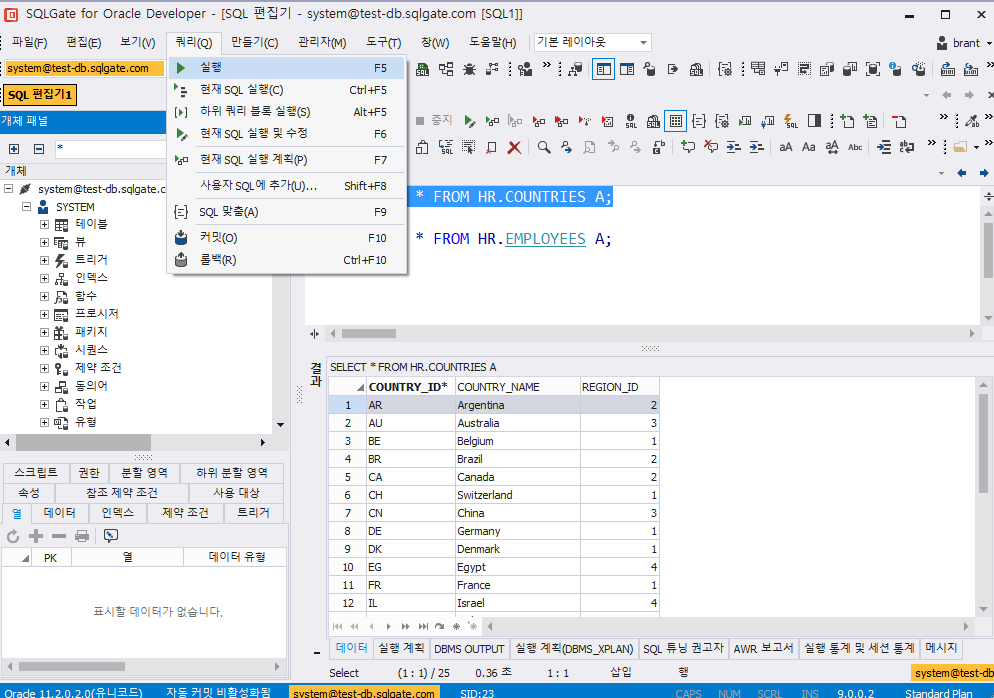 SQLGate for Oracle Developer - [SQL 편집기 - system@test-db.sqlgate.com [SQL1]]
파일(F) 편집(E) 보기(V) 쿼리(Q) 만들기(C) 관리자(M) 도구(T) 창(W) 도움말(H) 기본 레이아웃 brant
system@test-db.sqlgate.com
SQL 편집기1
개체 패널
*
개체
system@test-db.sqlgate.c
SYSTEM
테이블
뷰
트리거
인덱스
함수
프로시저
패키지
시퀀스
제약 조건
동의어
작업
유형
실행 F5
현재 SQL 실행(C) Ctrl+F5
하위 쿼리 블록 실행(S) Alt+F5
현재 SQL 실행 및 수정 F6
현재 SQL 실행 계획(P) F7
사용자 SQL에 추가(U)... Shift+F8
SQL 맞춤(A) F9
커밋(O) F10
롤백(R) Ctrl+F10
중지
aA Aa aA Abc
* FROM HR.COUNTRIES A;
* FROM HR.EMPLOYEES A;
스크립트 권한 분할 영역 하위 분할 영역
속성 참조 제약 조건 사용 대상
열 데이터 인덱스 제약 조건 트리거
PK 열 데이터 유형
표시할 데이터가 없습니다.
결과
SELECT * FROM HR.COUNTRIES A
COUNTRY_ID* COUNTRY_NAME REGION_ID
1 AR Argentina 2
2 AU Australia 3
3 BE Belgium 1
4 BR Brazil 2
5 CA Canada 2
6 CH Switzerland 1
7 CN China 3
8 DE Germany 1
9 DK Denmark 1
10 EG Egypt 4
11 FR France 1
12 IL Israel 4
데이터 실행 계획 DBMS OUTPUT 실행 계획(DBMS_XPLAN) SQL 튜닝 권고자 AWR 보고서 실행 통계 및 세션 통계 메시지
Select (1 : 1) / 25 0.36 초 1 : 1 삽입 행 system@test-db
Oracle 11.2.0.2.0(유니코드) 자동 커밋 비활성화됨 system@test-db.sqlgate.com SID:23 CAPS NUM SCRL INS 9.0.0.2 Standard Plan